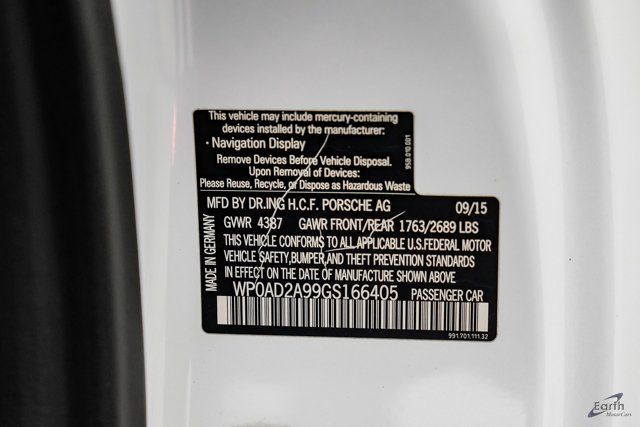 This vehicle may include mercury-containing
devices installed by the manufacturer:
· Navigation Display
Remove Devices Before Vehicle Disposal.
Upon Removal of Devices:
Please Reuse, Recycle, or Dispose as Hazardous Waste
95B.010.001
MFD BY DR.ING H.C.F. PORSCHE AG 09/15
GVWR 4387 GAWR FRONT/REAR 1763/2689 LBS
THIS VEHICLE CONFORMS TO ALL APPLICABLE U.S.FEDERAL MOTOR
VEHICLE SAFETY,BUMPER,AND THEFT PREVENTION STANDARDS
IN EFFECT ON THE DATE OF MANUFACTURE SHOWN ABOVE
WP0AD2A99GS166405 PASSENGER CAR
MADE IN GERMANY
991.701.111.32
Earth
MotorCars